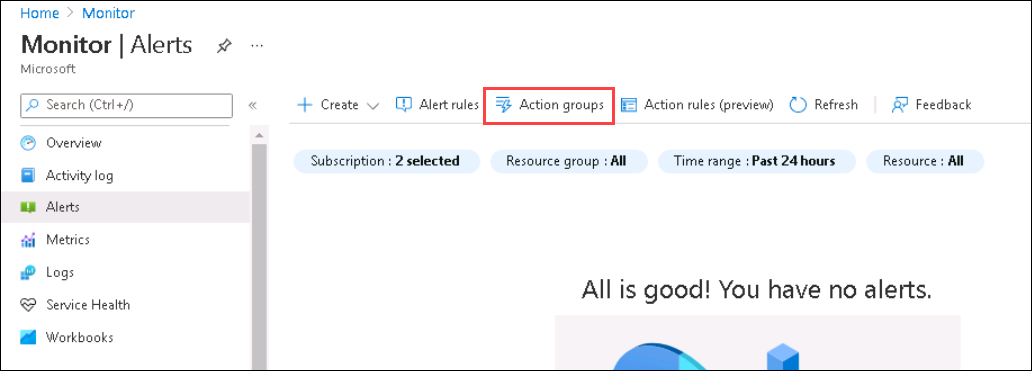 Home > Monitor
Monitor | Alerts ...
Microsoft
Search (Ctrl+/) «
+ Create Alert rules Action groups Action rules (preview) Refresh | Feedback
Subscription : 2 selected Resource group : All Time range : Past 24 hours Resource : All
Overview
Activity log
Alerts
Metrics
Logs
Service Health
Workbooks
All is good! You have no alerts.